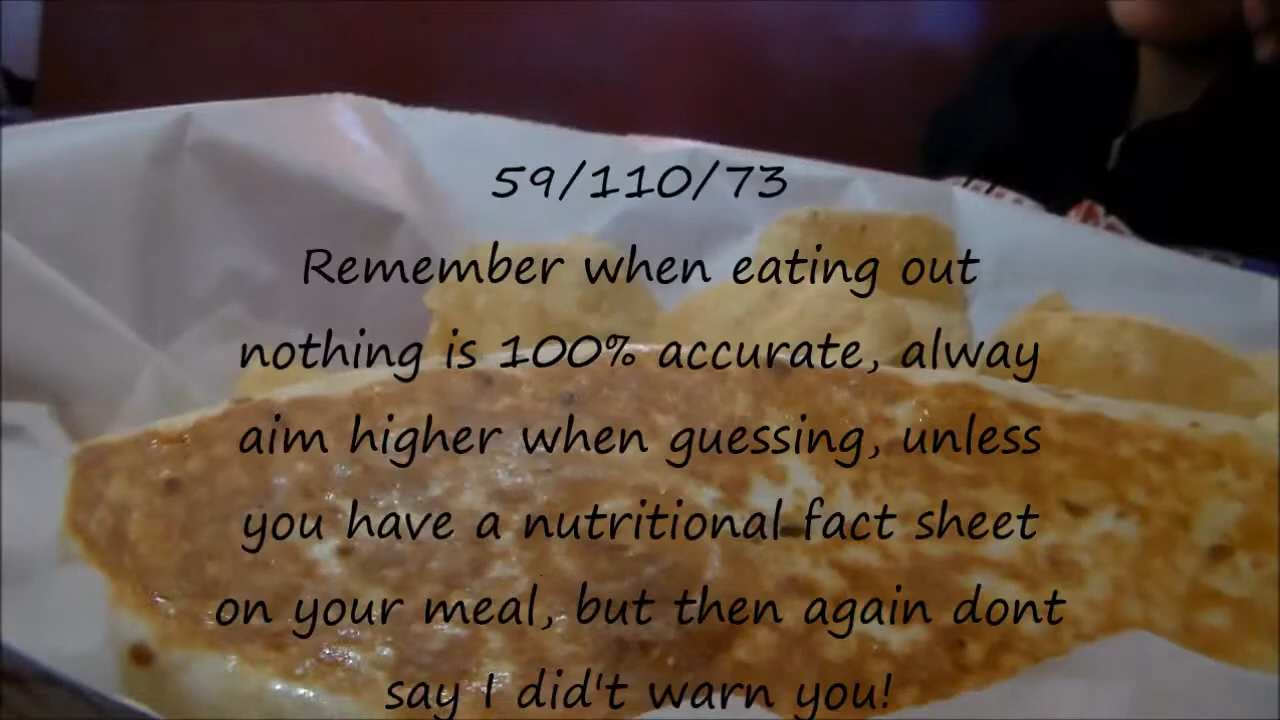 59/110/73
Remember when eating out
nothing is 100% accurate, alway
aim higher when guessing, unless
you have a nutritional fact sheet
on your meal, but then again dont
say I did't warn you!